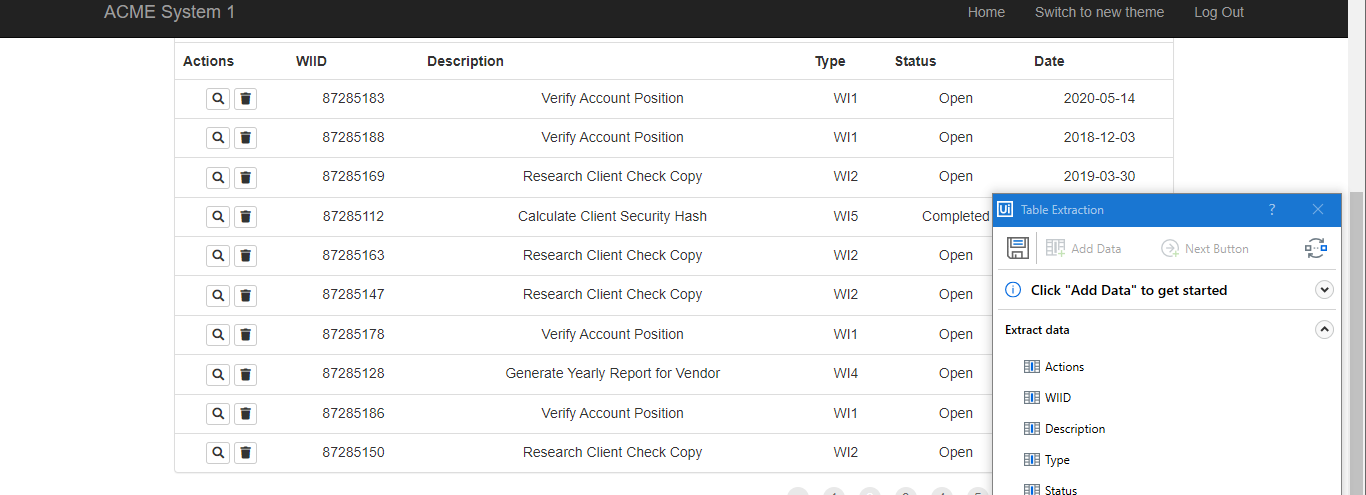 ACME System 1 Home Switch to new theme Log Out
Actions WIID Description Type Status Date
87285183 Verify Account Position WI1 Open 2020-05-14
87285188 Verify Account Position WI1 Open 2018-12-03
87285169 Research Client Check Copy WI2 Open 2019-03-30
87285112 Calculate Client Security Hash WI5 Completed
87285163 Research Client Check Copy WI2 Open
87285147 Research Client Check Copy WI2 Open
87285178 Verify Account Position WI1 Open
87285128 Generate Yearly Report for Vendor WI4 Open
87285186 Verify Account Position WI1 Open
87285150 Research Client Check Copy WI2 Open
Ui Table Extraction ?
Add Data Next Button
Click "Add Data" to get started
Extract data
Actions
WIID
Description
Type
Status